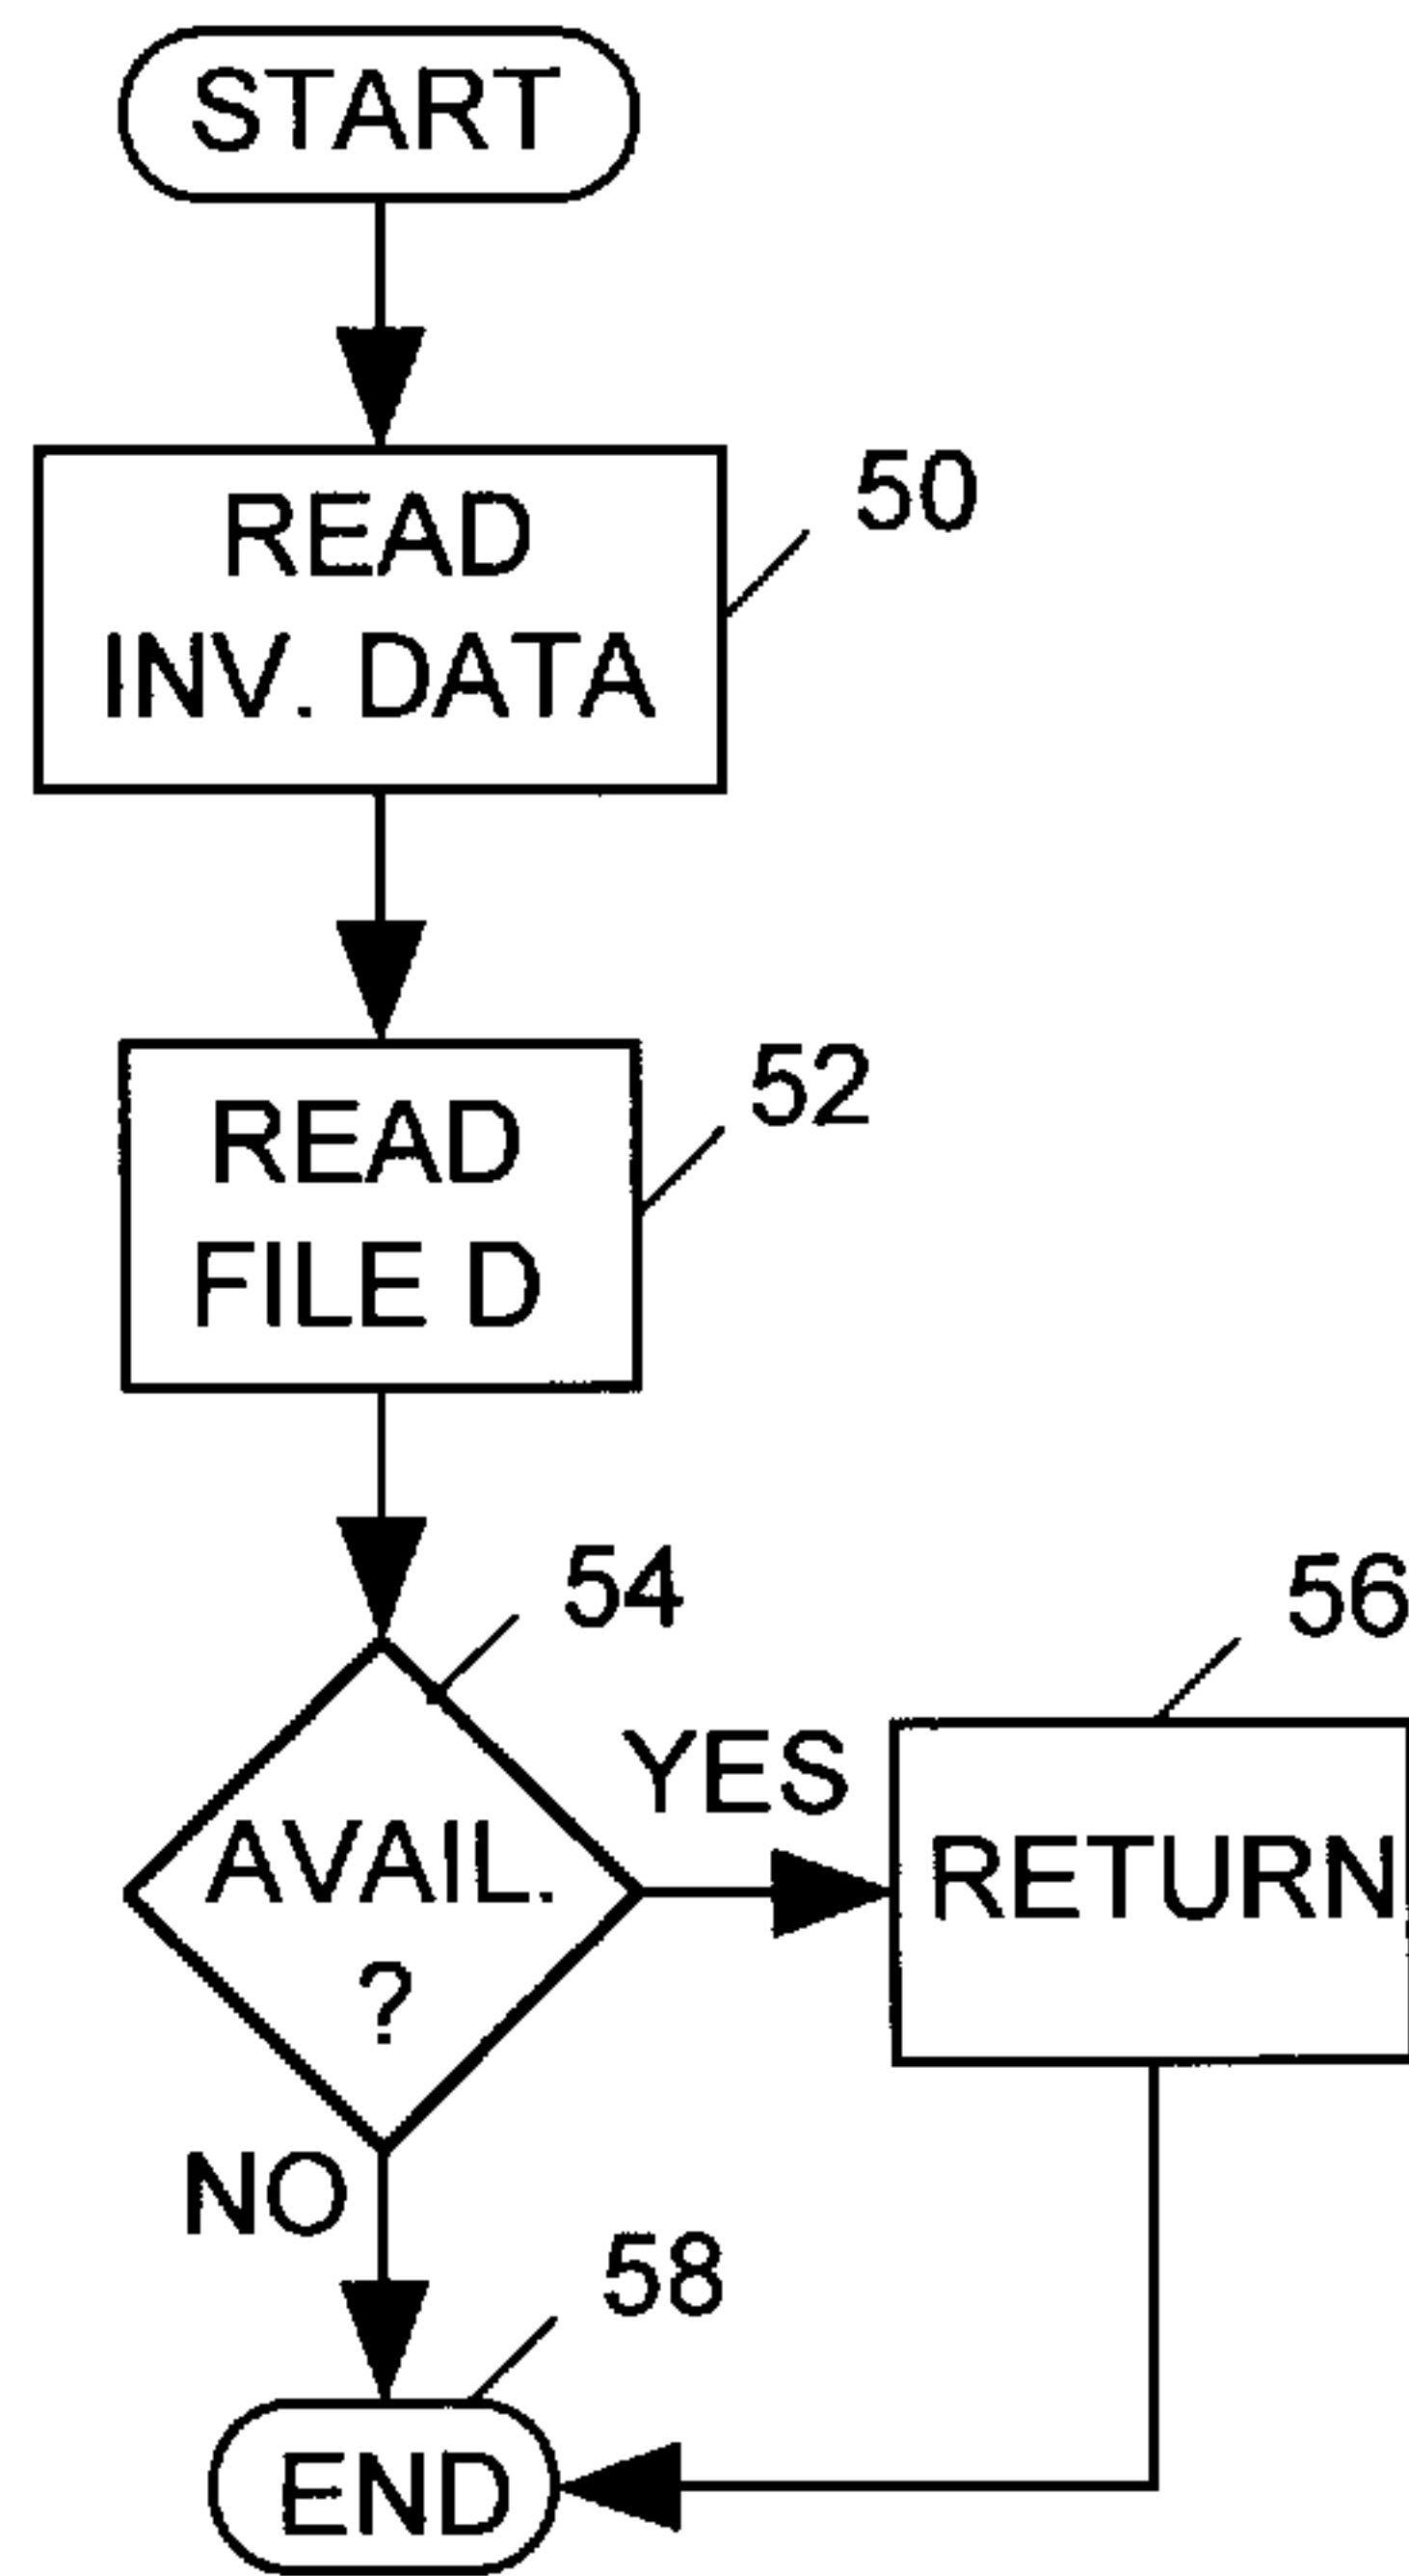 START
50
READ
INV. DATA
52
READ
FILE D
54
56
YES
AVAIL.
?
RETURN
NO
58
END